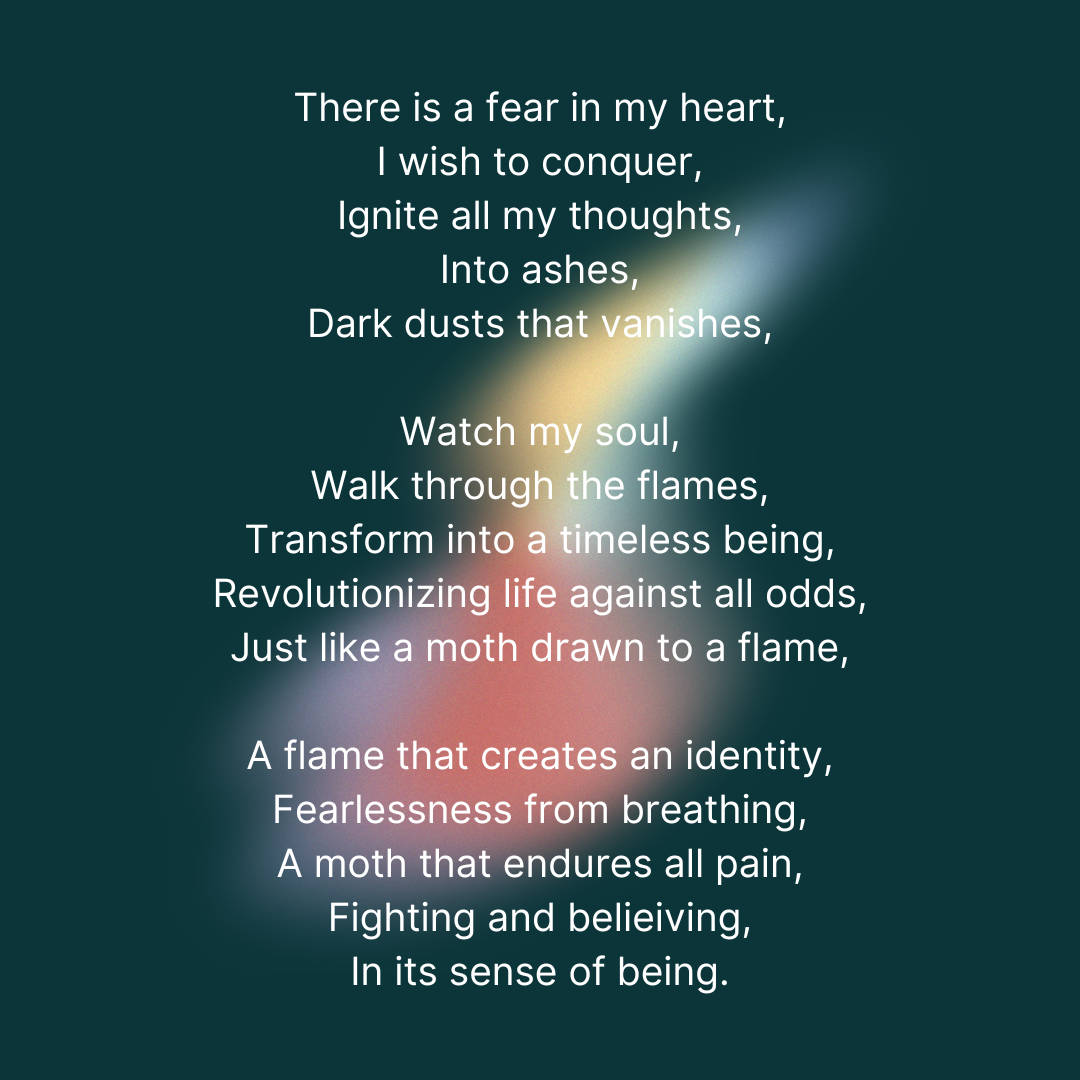 There is a fear in my heart,
I wish to conquer,
Ignite all my thoughts,
Into ashes,
Dark dusts that vanishes,
Watch my soul,
Walk through the flames,
Transform into a timeless being,
Revolutionizing life against all odds,
Just like a moth drawn to a flame,
A flame that creates an identity,
Fearlessness from breathing,
A moth that endures all pain,
Fighting and belieiving,
In its sense of being.